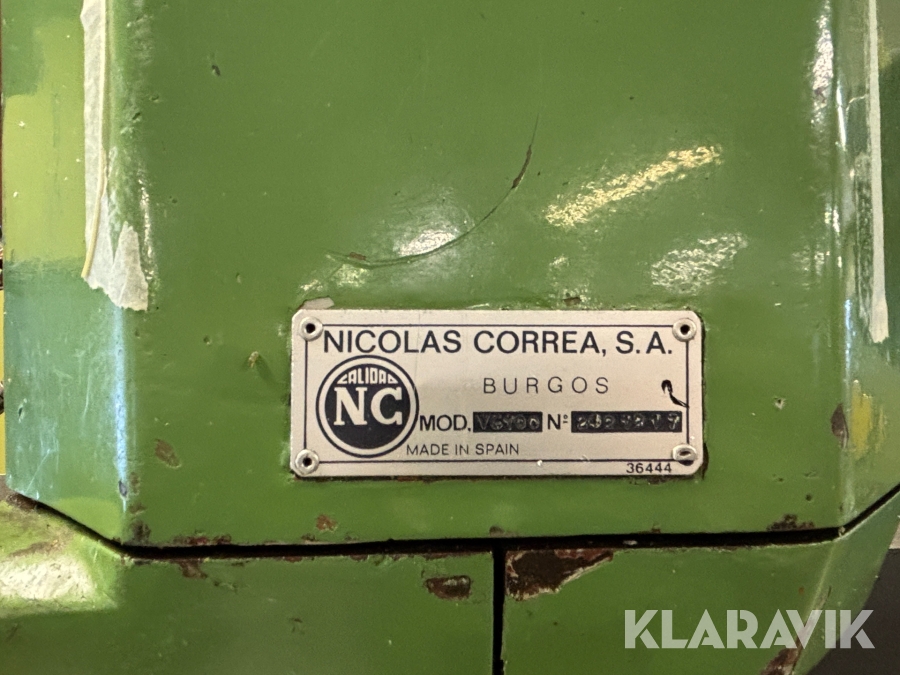 NICOLAS CORREA, S.A.
CALIDAD
NC
BURGOS
MOD. Nº
MADE IN SPAIN
36444
KLARAVIK